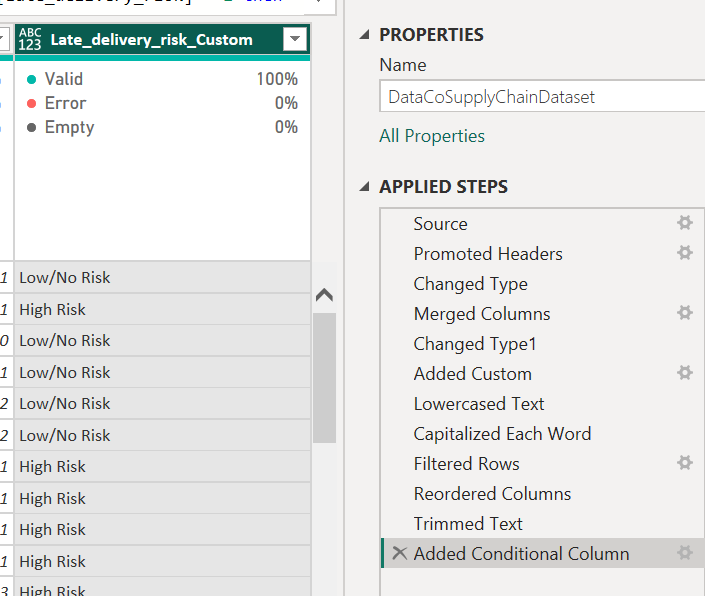 ABC
123 Late_delivery_risk_Custom
Valid 100%
Error 0%
Empty 0%
1 Low/No Risk
1 High Risk
0 Low/No Risk
1 Low/No Risk
2 Low/No Risk
2 Low/No Risk
1 High Risk
1 High Risk
1 High Risk
1 High Risk
3 High Risk
PROPERTIES
Name
DataCoSupplyChainDataset
All Properties
APPLIED STEPS
Source
Promoted Headers
Changed Type
Merged Columns
Changed Type1
Added Custom
Lowercased Text
Capitalized Each Word
Filtered Rows
Reordered Columns
Trimmed Text
Added Conditional Column